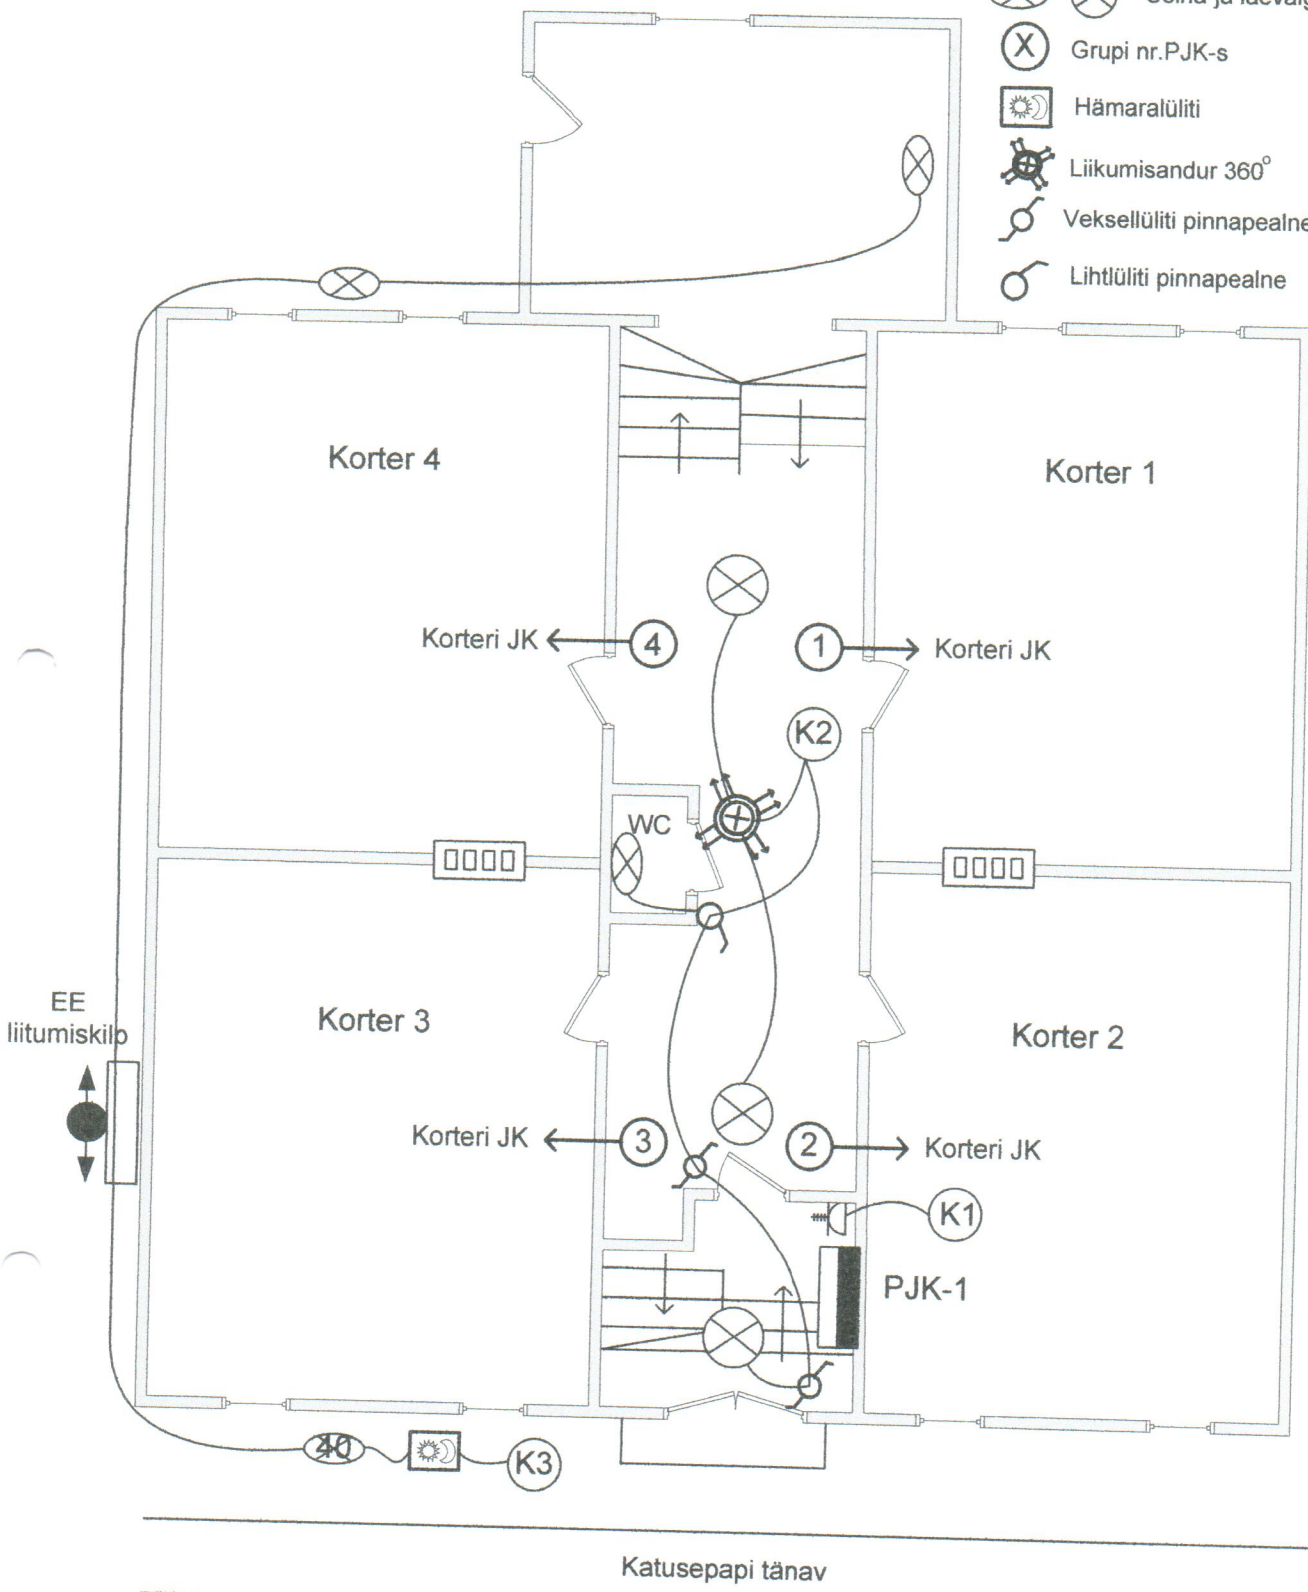 X Grupi nr.PJK-s
Hämaralüliti
Liikumisandur 360°
Veksellüliti pinnapealne
Lihtlüliti pinnapealne
Korter 4
Korter 1
Korteri JK
4
1
Korteri JK
K2
WC
EE
liitumiskilp
Korter 3
Korter 2
Korteri JK
3
2
Korteri JK
K1
PJK-1
40
K3
Katusepapi tänav